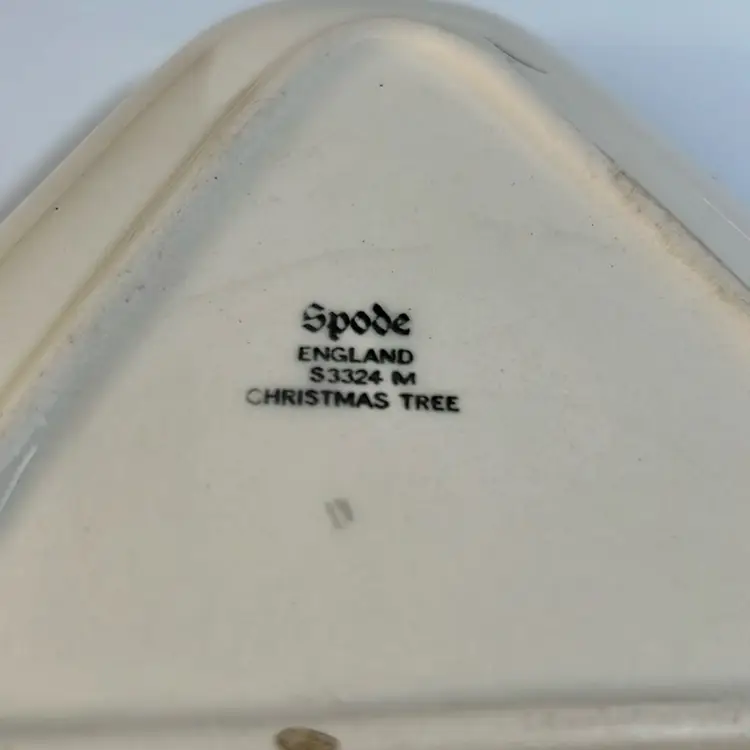 Spode
ENGLAND
S3324 M
CHRISTMAS TREE